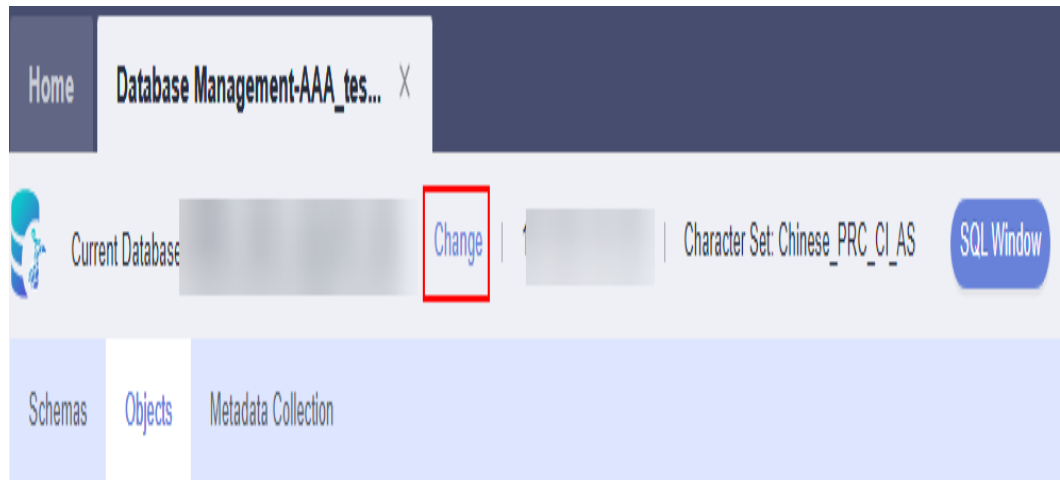 Home Database Management-AAA_tes... X
Current Database Change | | Character Set: Chinese_PRC_CI_AS SQL Window
Schemas Objects Metadata Collection